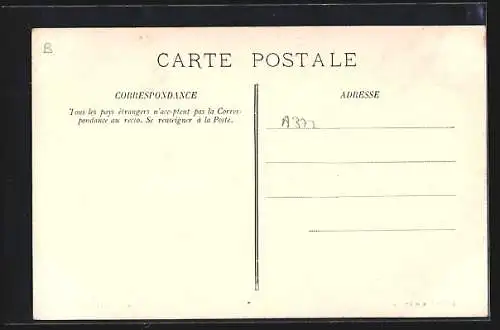 B
CARTE POSTALE
CORRESPONDANCE
Tous les pays étrangers n'acceptent pas la Corres-
pondance au recto. Se renseigner à la Poste.
ADRESSE
A372